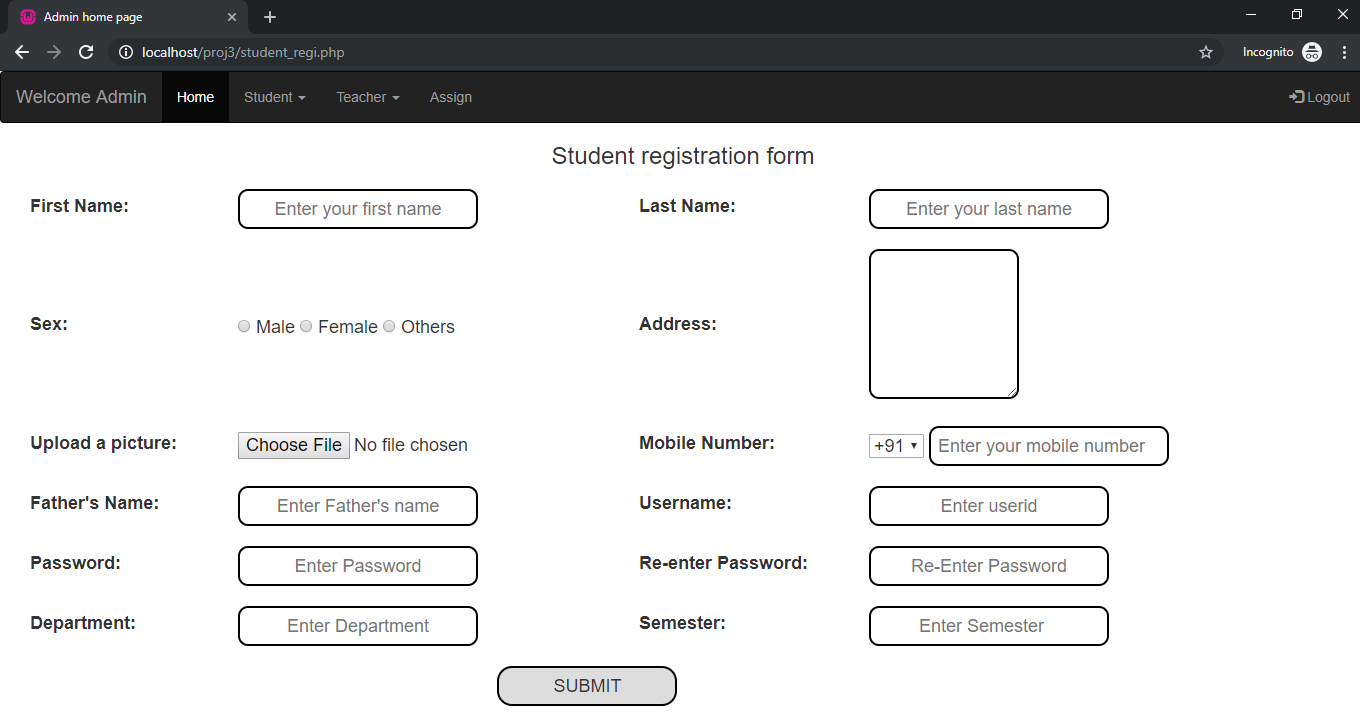 Admin home page
localhost/proj3/student_regi.php
Incognito
Welcome Admin Home Student Teacher Assign Logout
Student registration form
First Name: Enter your first name Last Name: Enter your last name
Sex: Male Female Others Address:
Upload a picture: Choose File No file chosen Mobile Number: +91 Enter your mobile number
Father's Name: Enter Father's name Username: Enter userid
Password: Enter Password Re-enter Password: Re-Enter Password
Department: Enter Department Semester: Enter Semester
SUBMIT